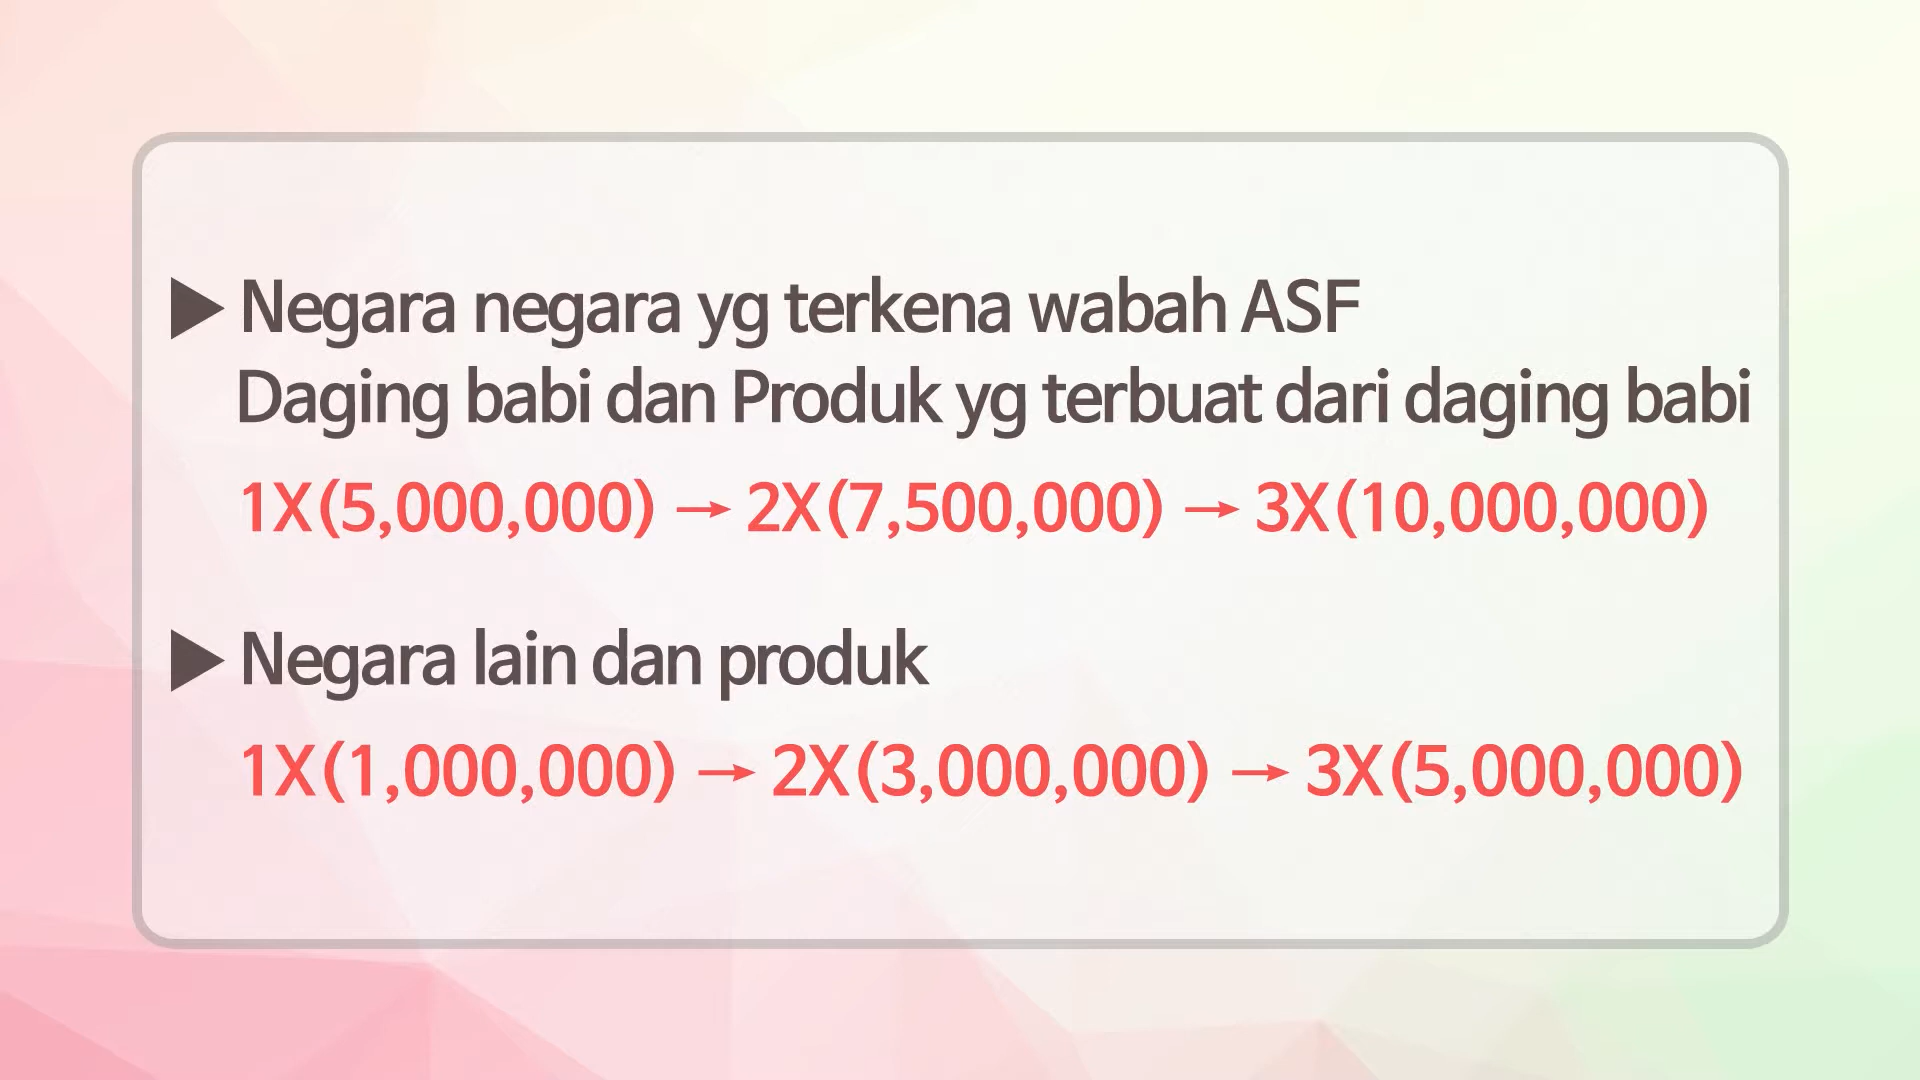 ▶ Negara negara yg terkena wabah ASF
Daging babi dan Produk yg terbuat dari daging babi
1X(5,000,000) → 2X(7,500,000) → 3X(10,000,000)
▶ Negara lain dan produk
1X(1,000,000) → 2X(3,000,000) → 3X(5,000,000)